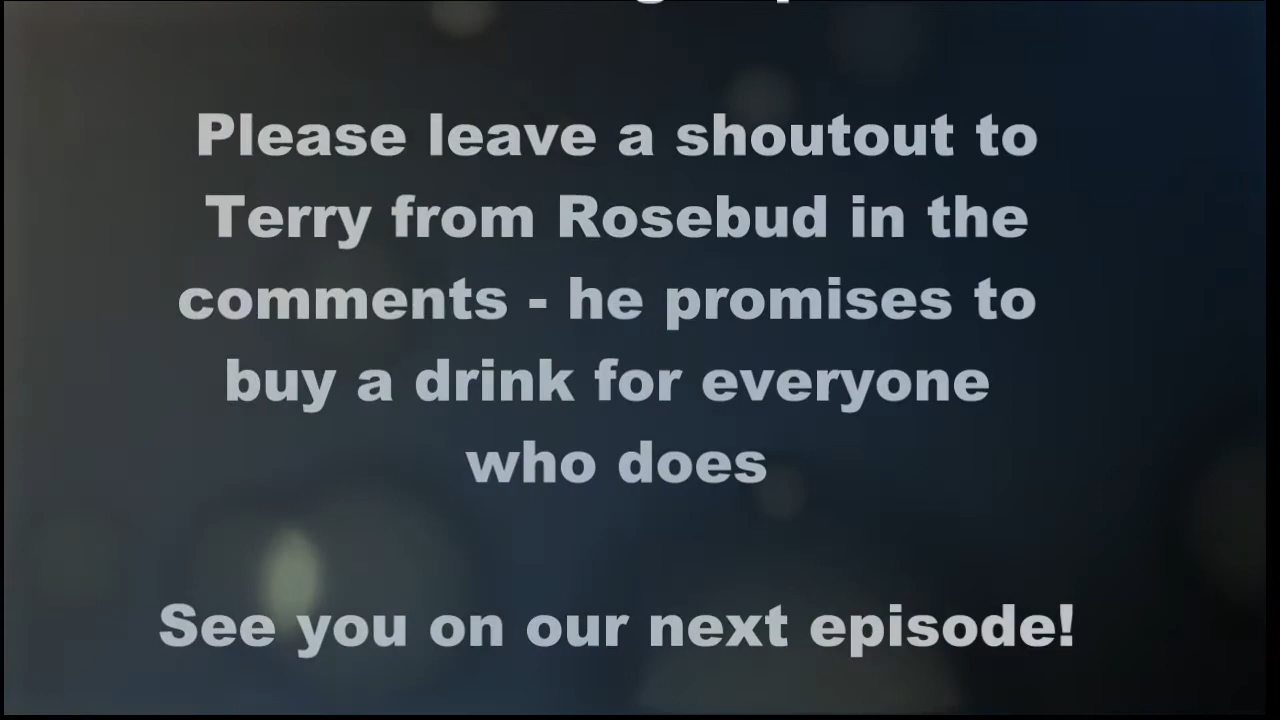 Please leave a shoutout to
Terry from Rosebud in the
comments - he promises to
buy a drink for everyone
who does
See you on our next episode!